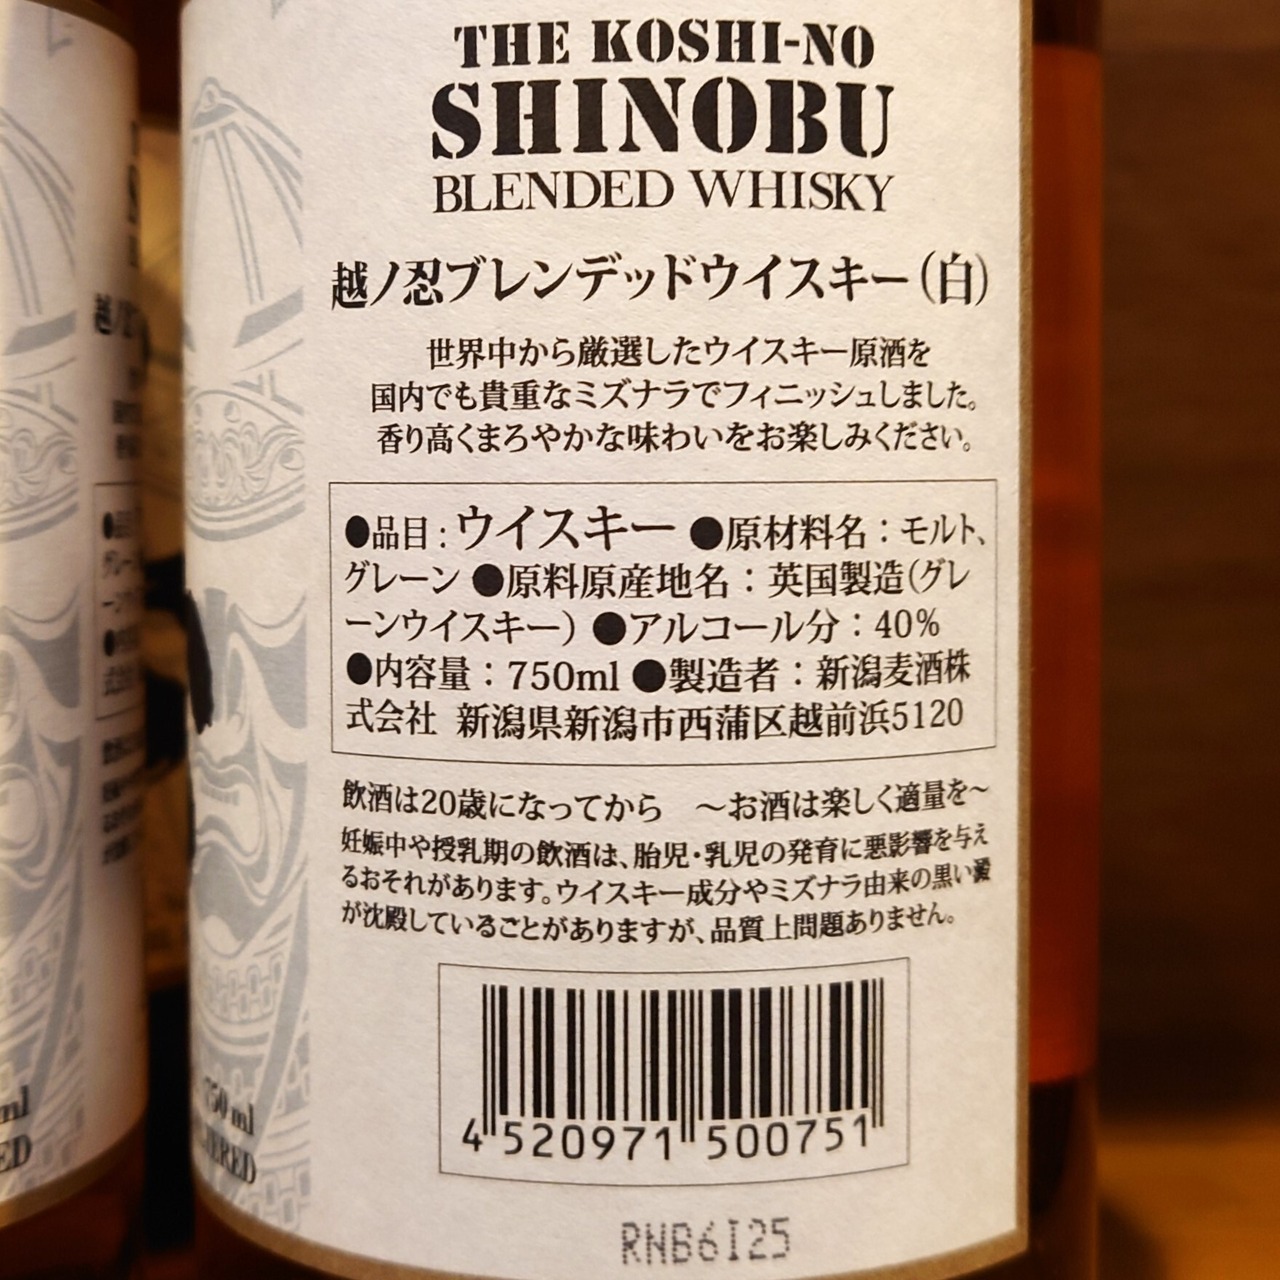 THE KOSHI-NO
SHINOBU
BLENDED WHISKY
越ノ忍ブレンデッドウイスキー(白)
世界中から厳選したウイスキー原酒を
国内でも貴重なミズナラでフィニッシュしました。
香り高くまろやかな味わいをお楽しみください。
●品目:ウイスキー ●原材料名:モルト、
グレーン ●原料原産地名:英国製造(グレ
ーンウイスキー) ●アルコール分:40%
●内容量:750ml ●製造者:新潟麦酒株
式会社 新潟県新潟市西蒲区越前浜5120
飲酒は20歳になってから ～お酒は楽しく適量を～
妊娠中や授乳期の飲酒は、胎児・乳児の発育に悪影響を与え
るおそれがあります。ウイスキー成分やミズナラ由来の黒い澱
が沈殿していることがありますが、品質上問題ありません。
4 520971 500751
RNB6I25
750 ml